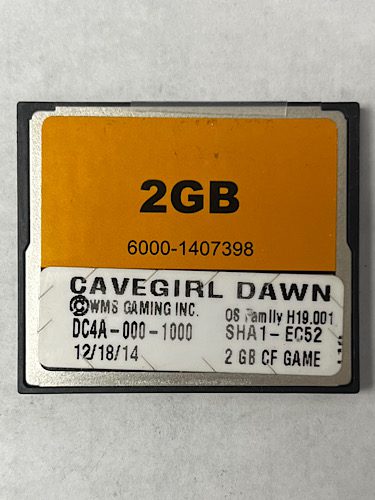 2GB
6000-1407398
CAVEGIRL DAWN
©WMS GAMING INC. OS Family H19.001
DC4A-000-1000 SHA1-EC52
12/18/14 2 GB CF GAME